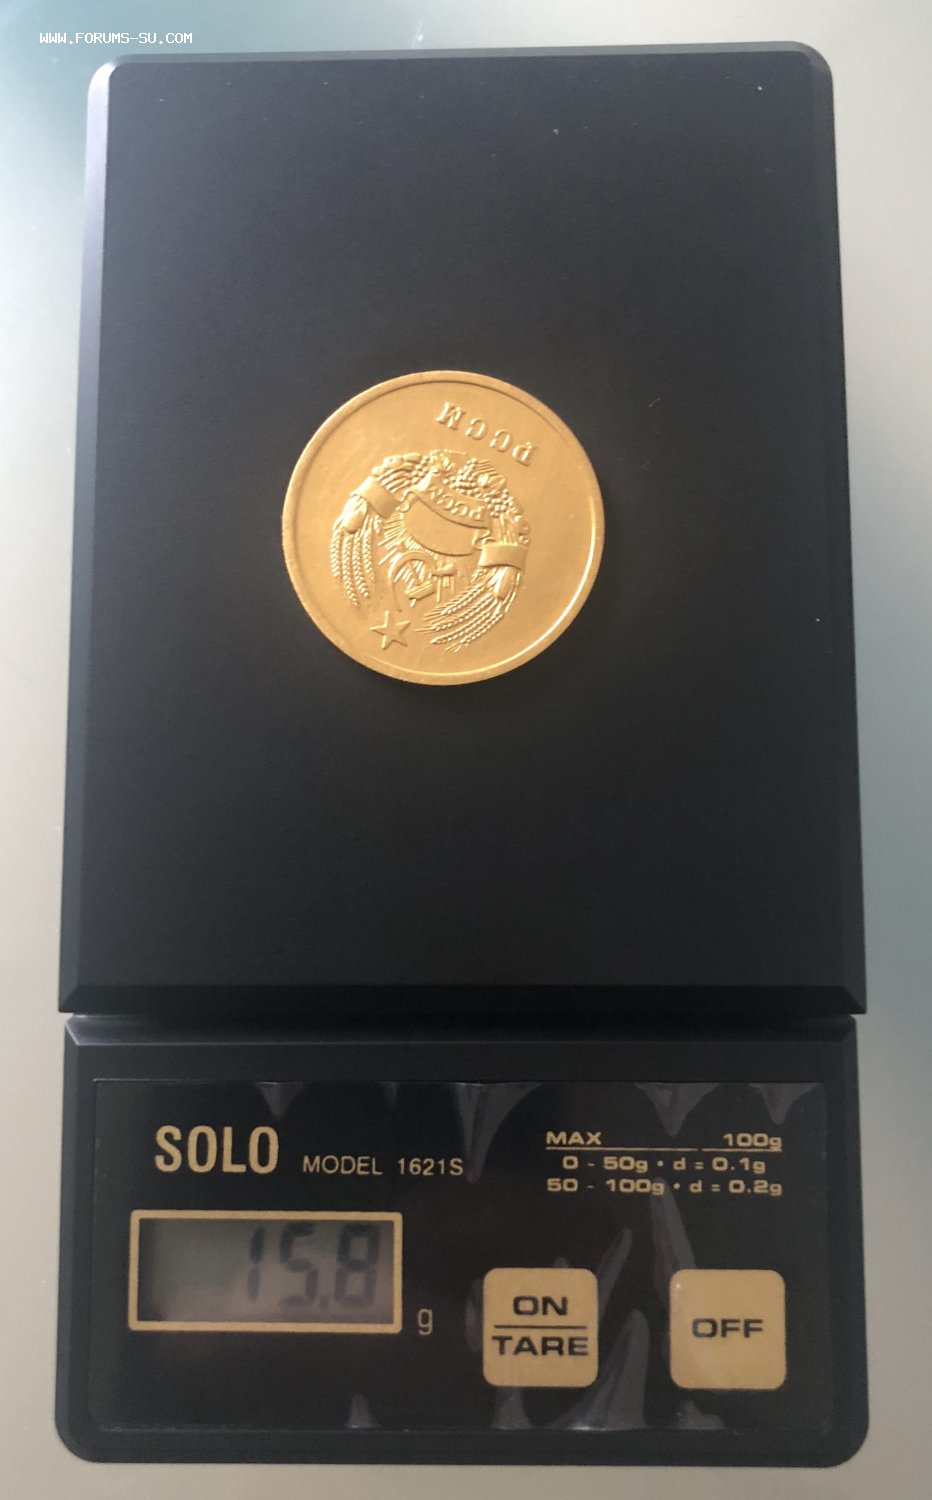 WWW.FORUMS-SU.COM
РССМ
РССМ
SOLO MODEL 1621S
MAX 100g
0 - 50g • d = 0.1g
50 - 100g • d = 0.2g
15.8 g
ON
TARE
OFF